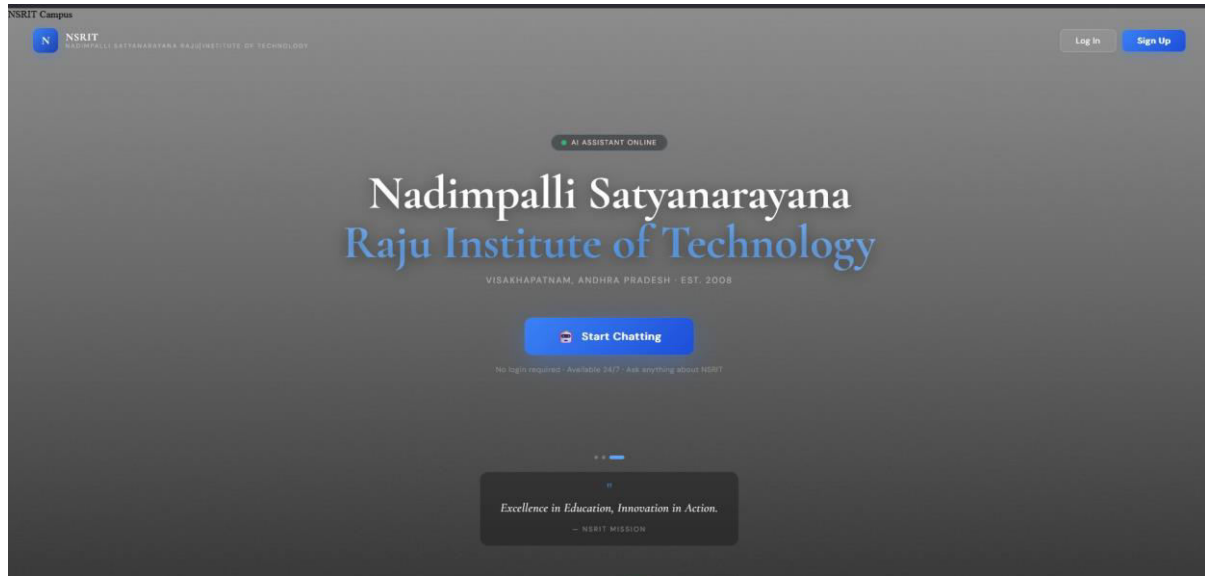 NSRIT Campus
N
NSRIT
NADIMPALLI SATYANARAYANA RAJU INSTITUTE OF TECHNOLOGY
Log In
Sign Up
AI ASSISTANT ONLINE
Nadimpalli Satyanarayana
Raju Institute of Technology
VISAKHAPATNAM, ANDHRA PRADESH · EST. 2008
Start Chatting
No login required · Available 24/7 · Ask anything about NSRIT
"
Excellence in Education, Innovation in Action.
— NSRIT MISSION